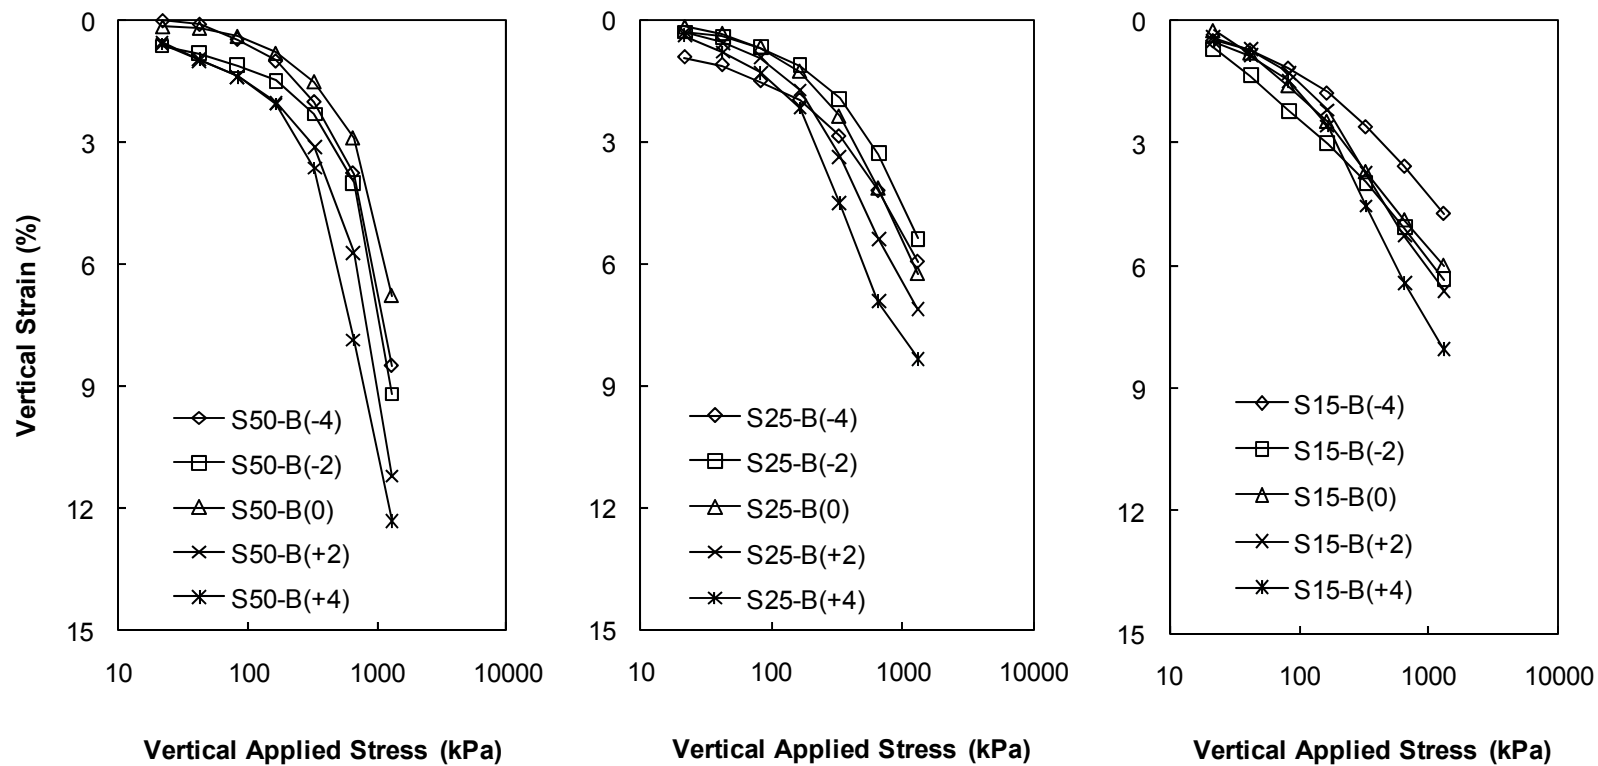 Vertical Strain (%)
0
3
6
9
12
15
S50-B(-4)
S50-B(-2)
S50-B(0)
S50-B(+2)
S50-B(+4)
10 100 1000 10000
Vertical Applied Stress (kPa)
0
3
6
9
12
15
S25-B(-4)
S25-B(-2)
S25-B(0)
S25-B(+2)
S25-B(+4)
10 100 1000 10000
Vertical Applied Stress (kPa)
0
3
6
9
12
15
S15-B(-4)
S15-B(-2)
S15-B(0)
S15-B(+2)
S15-B(+4)
10 100 1000 10000
Vertical Applied Stress (kPa)